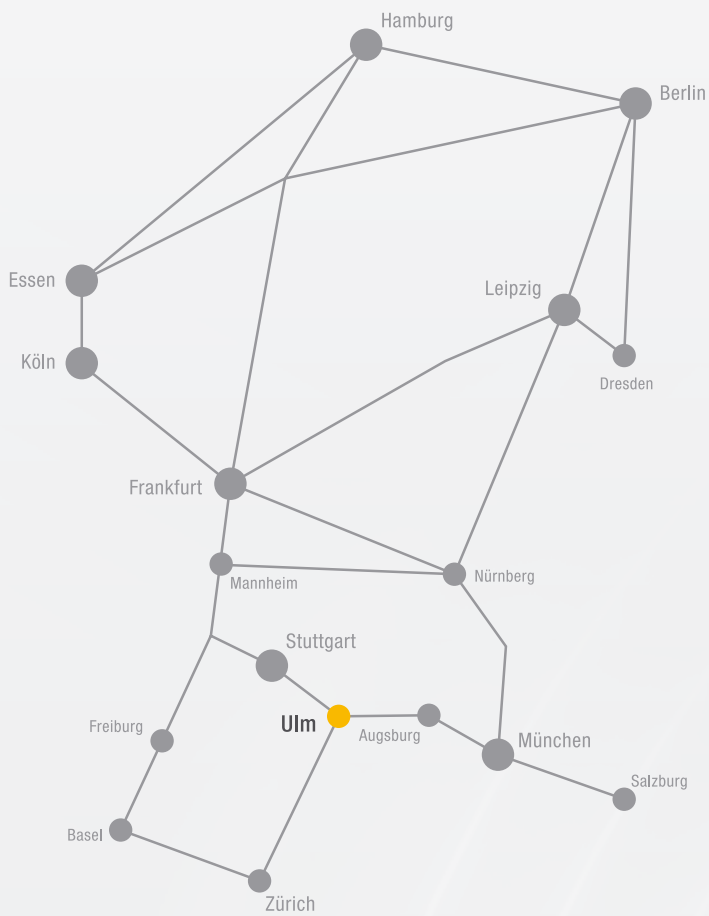 Hamburg
Berlin
Essen
Leipzig
Köln
Dresden
Frankfurt
Mannheim
Nürnberg
Stuttgart
Ulm
Freiburg
Augsburg
München
Salzburg
Basel
Zürich